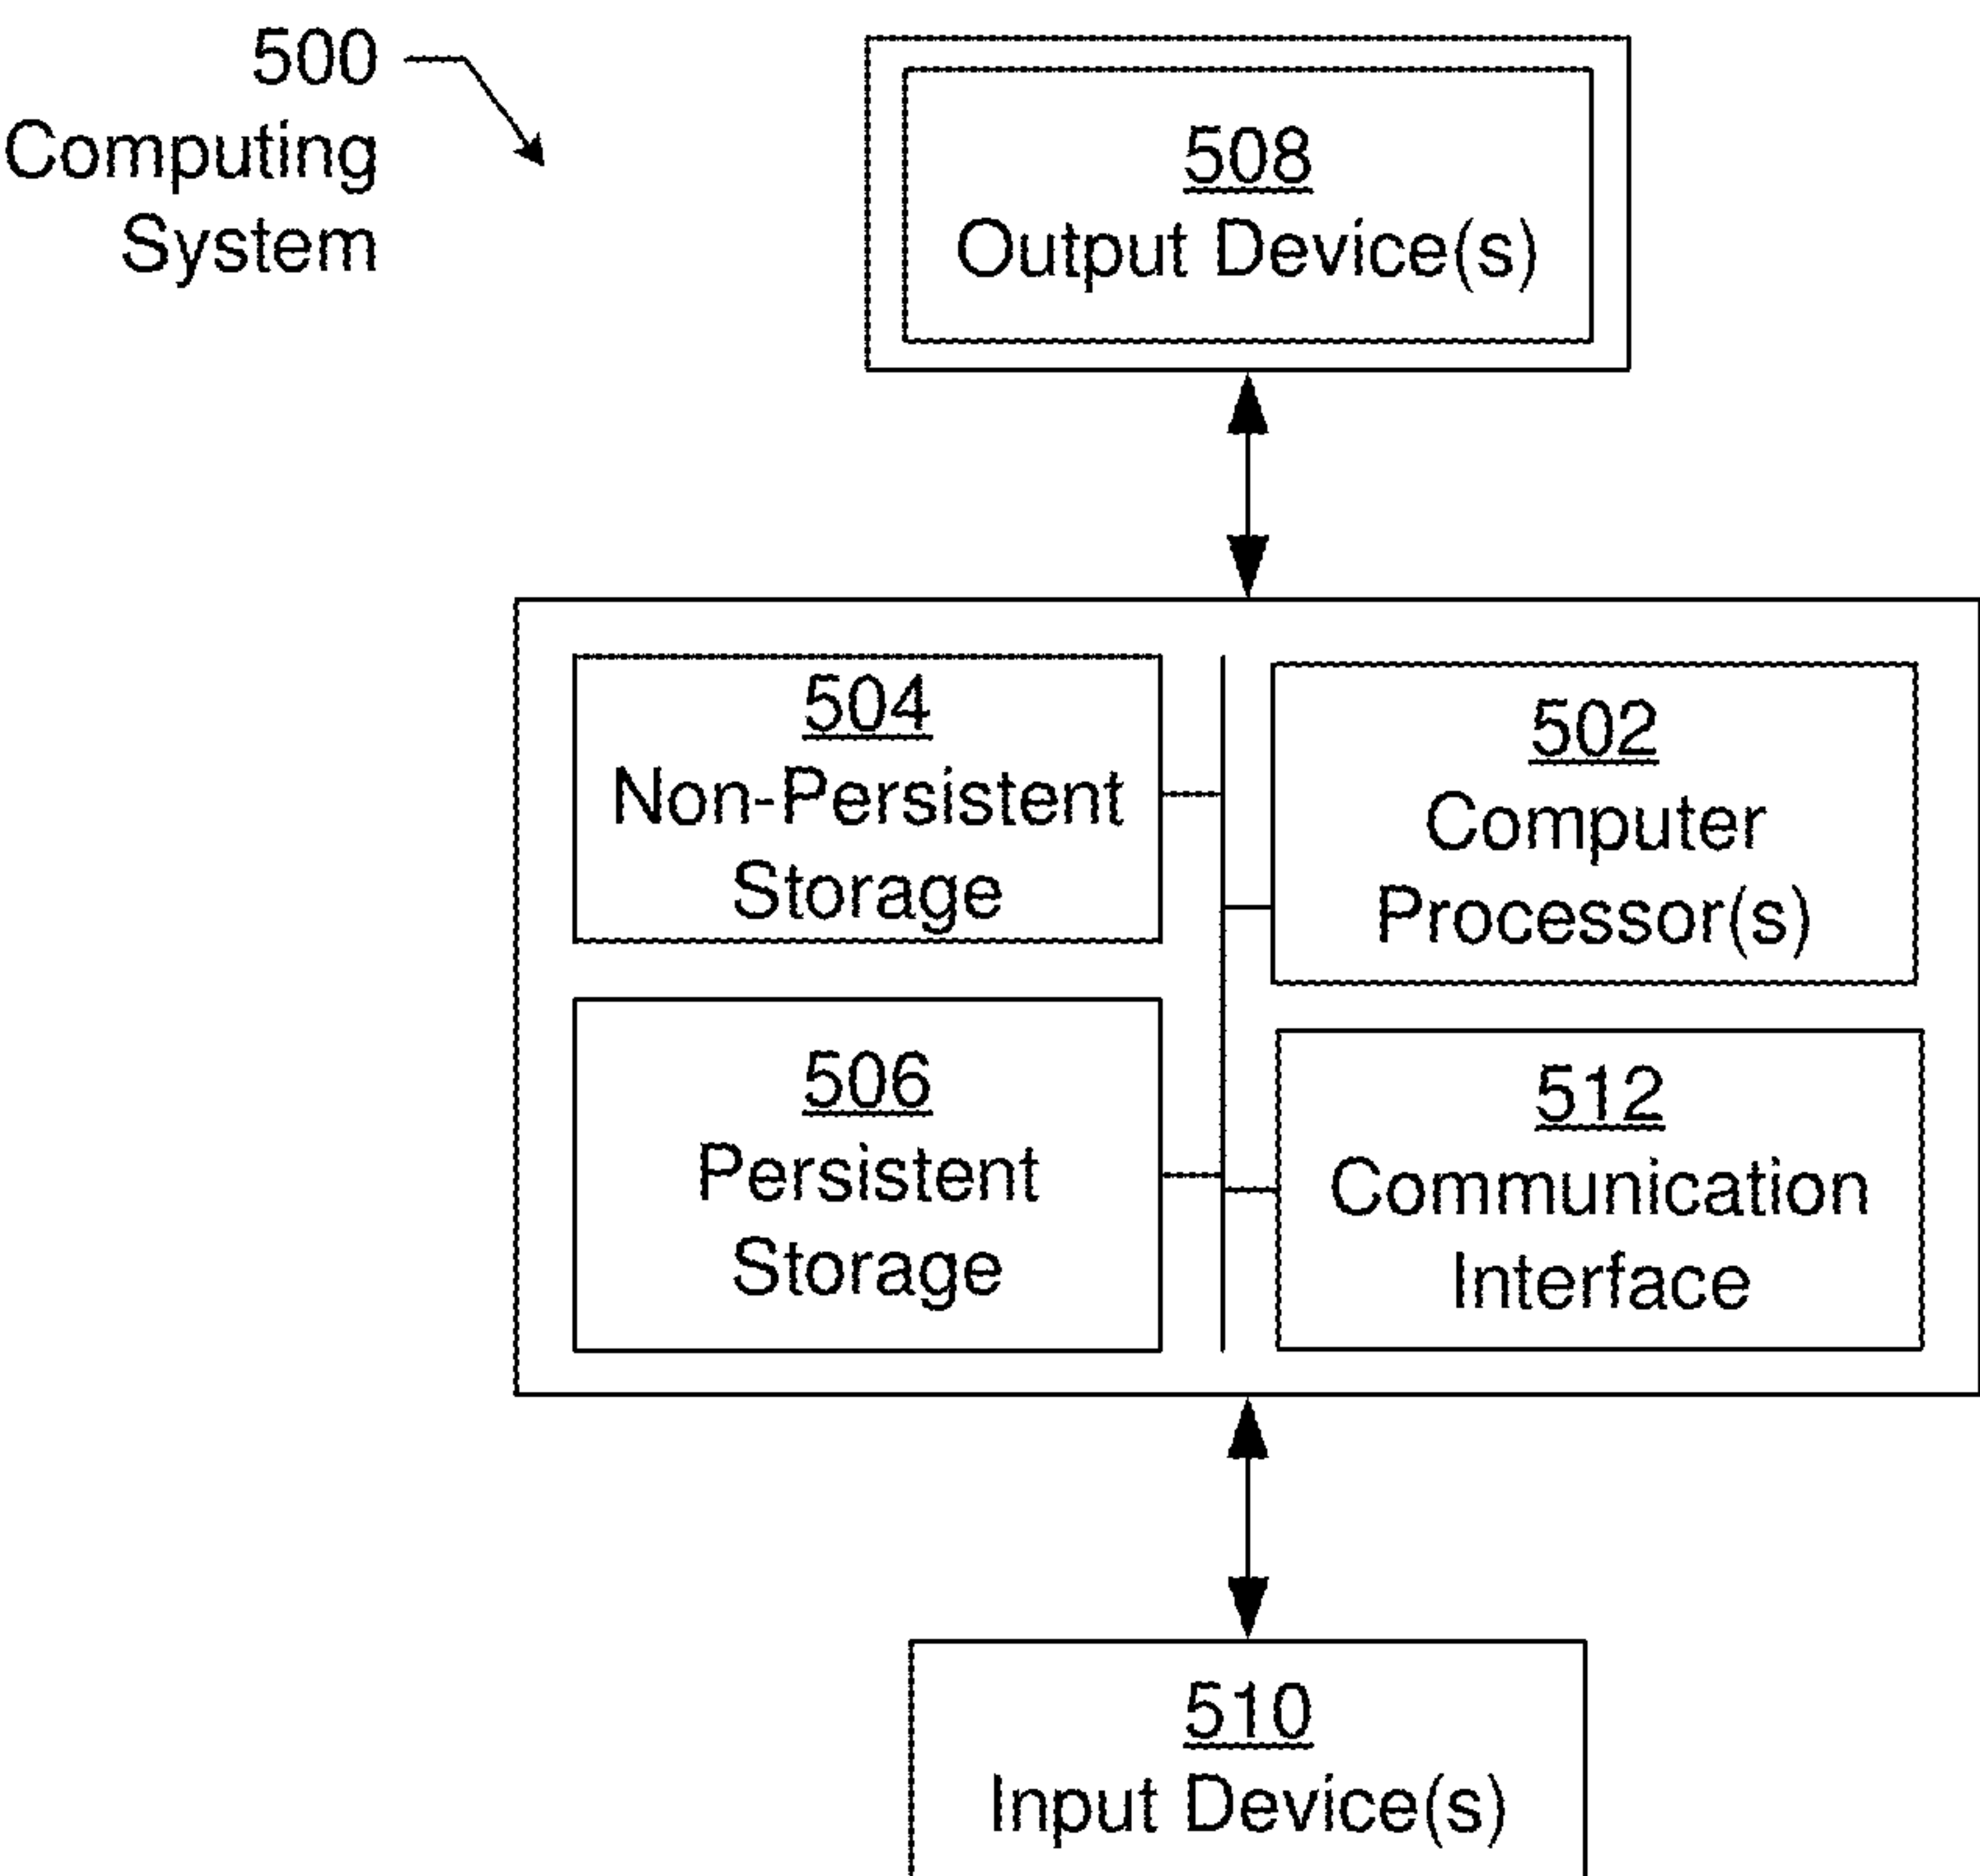 500
Computing
System
508
Output Device(s)
504
Non-Persistent
Storage
502
Computer
Processor(s)
506
Persistent
Storage
512
Communication
Interface
510
Input Device(s)